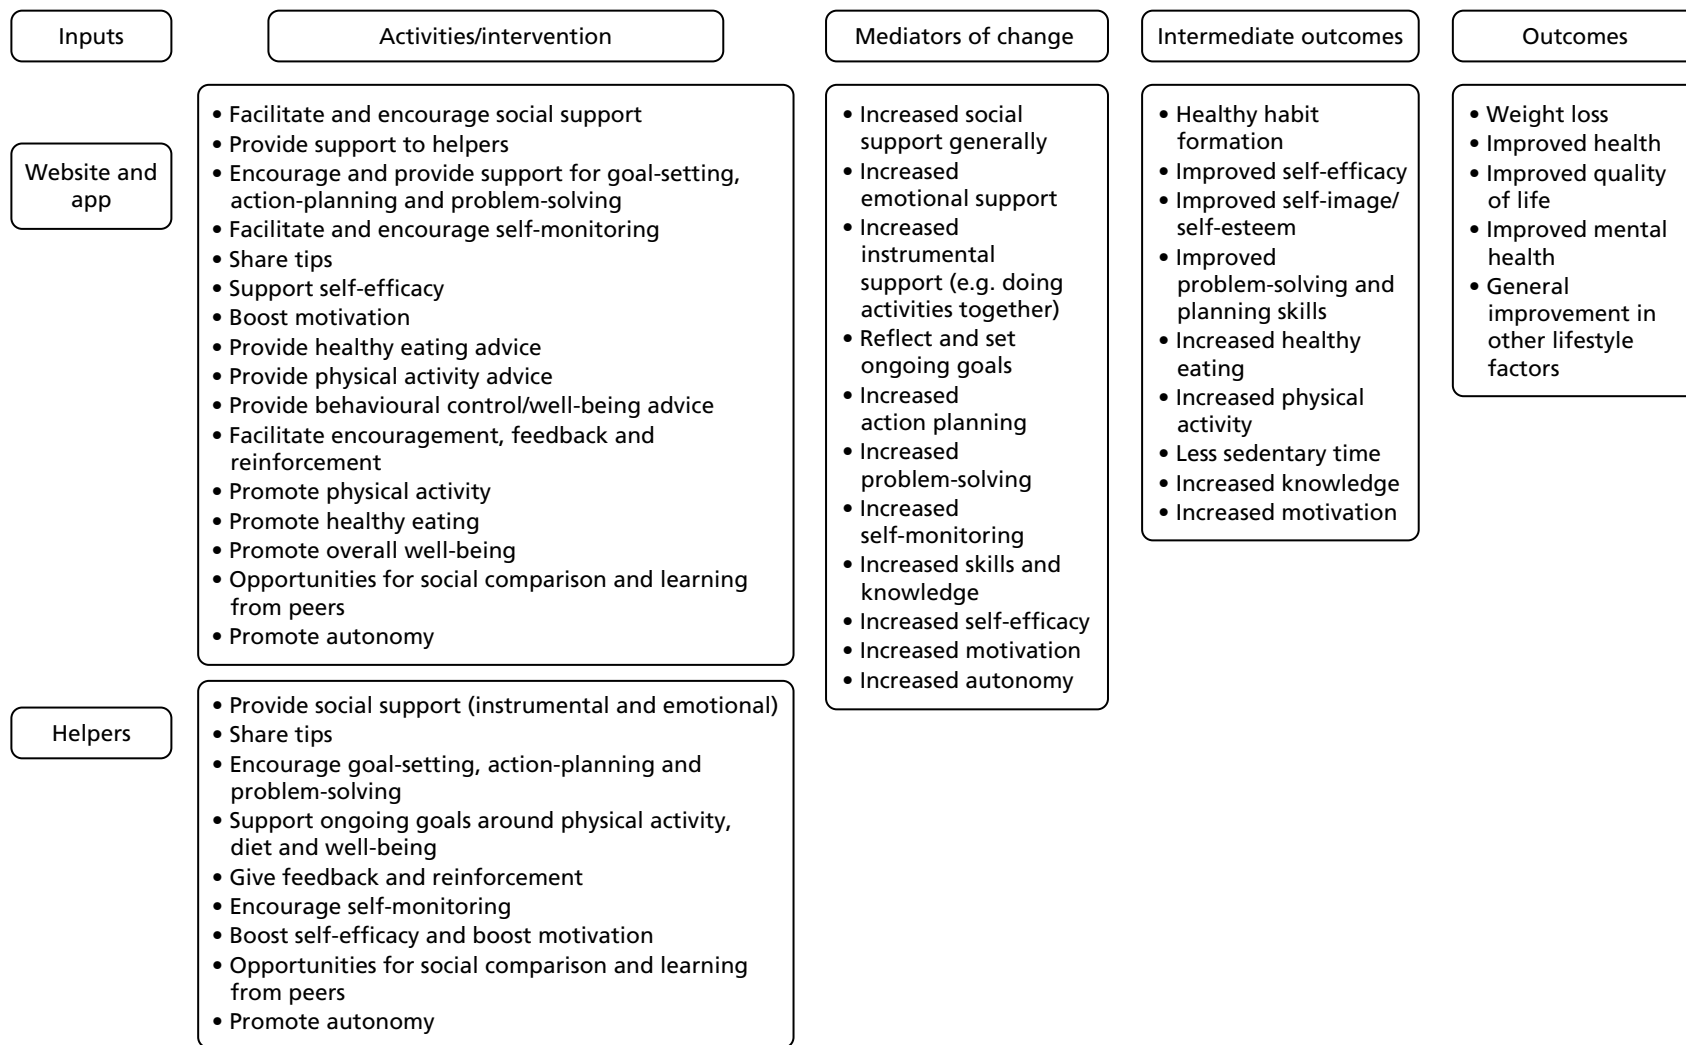 Inputs
Activities/intervention
Mediators of change
Intermediate outcomes
Outcomes
Website and
app
• Facilitate and encourage social support
• Provide support to helpers
• Encourage and provide support for goal-setting,
action-planning and problem-solving
• Facilitate and encourage self-monitoring
• Share tips
• Support self-efficacy
• Boost motivation
• Provide healthy eating advice
• Provide physical activity advice
• Provide behavioural control/well-being advice
• Facilitate encouragement, feedback and
reinforcement
• Promote physical activity
• Promote healthy eating
• Promote overall well-being
• Opportunities for social comparison and learning
from peers
• Promote autonomy
Helpers
• Provide social support (instrumental and emotional)
• Share tips
• Encourage goal-setting, action-planning and
problem-solving
• Support ongoing goals around physical activity,
diet and well-being
• Give feedback and reinforcement
• Encourage self-monitoring
• Boost self-efficacy and boost motivation
• Opportunities for social comparison and learning
from peers
• Promote autonomy
• Increased social
support generally
• Increased
emotional support
• Increased
instrumental
support (e.g. doing
activities together)
• Reflect and set
ongoing goals
• Increased
action planning
• Increased
problem-solving
• Increased
self-monitoring
• Increased skills and
knowledge
• Increased self-efficacy
• Increased motivation
• Increased autonomy
• Healthy habit
formation
• Improved self-efficacy
• Improved self-image/
self-esteem
• Improved
problem-solving and
planning skills
• Increased healthy
eating
• Increased physical
activity
• Less sedentary time
• Increased knowledge
• Increased motivation
• Weight loss
• Improved health
• Improved quality
of life
• Improved mental
health
• General
improvement in
other lifestyle
factors